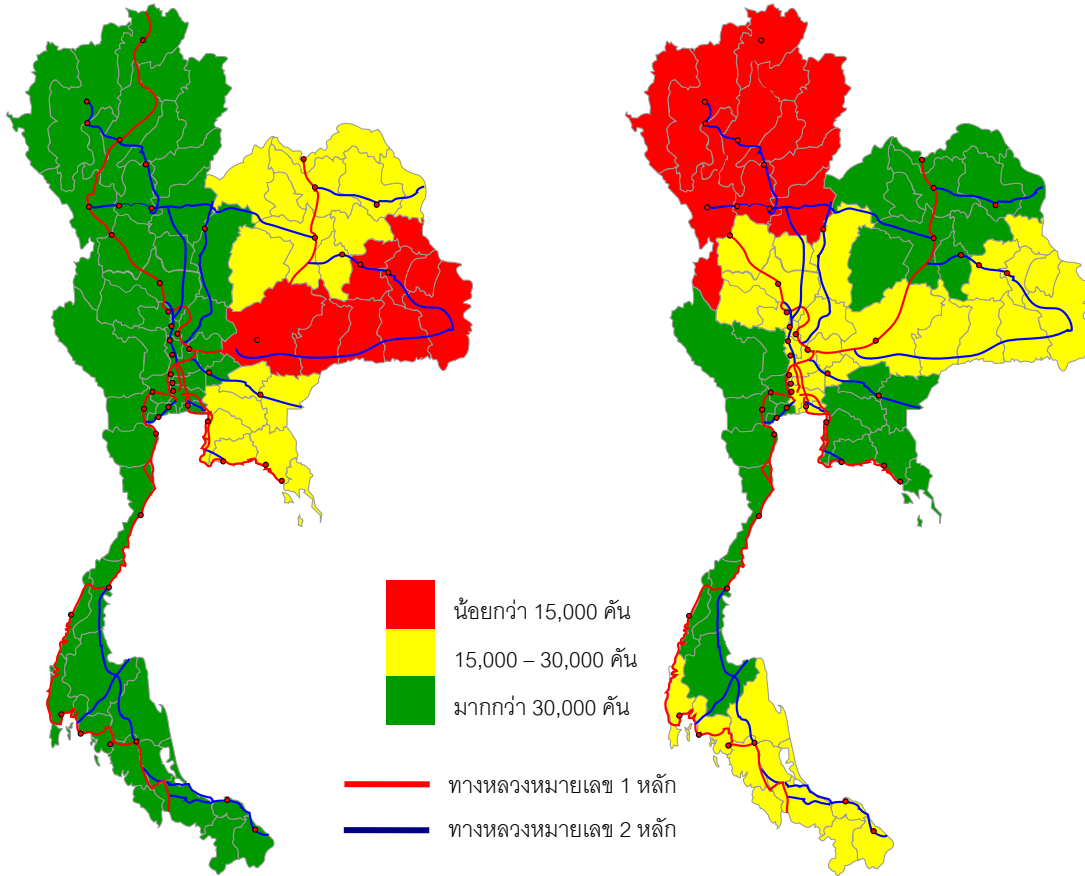 น้อยกว่า 15,000 คัน
15,000 – 30,000 คัน
มากกว่า 30,000 คัน
ทางหลวงหมายเลข 1 หลัก
ทางหลวงหมายเลข 2 หลัก